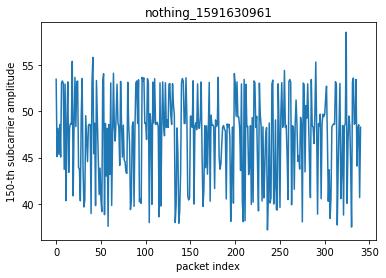 nothing_1591630961
150-th subcarrier amplitude
55
50
45
40
0 50 100 150 200 250 300 350
packet index